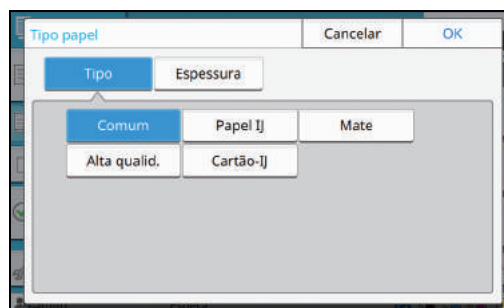 Tipo papel Cancelar OK
Tipo Espessura
Comum Papel IJ Mate
Alta qualid. Cartão-IJ